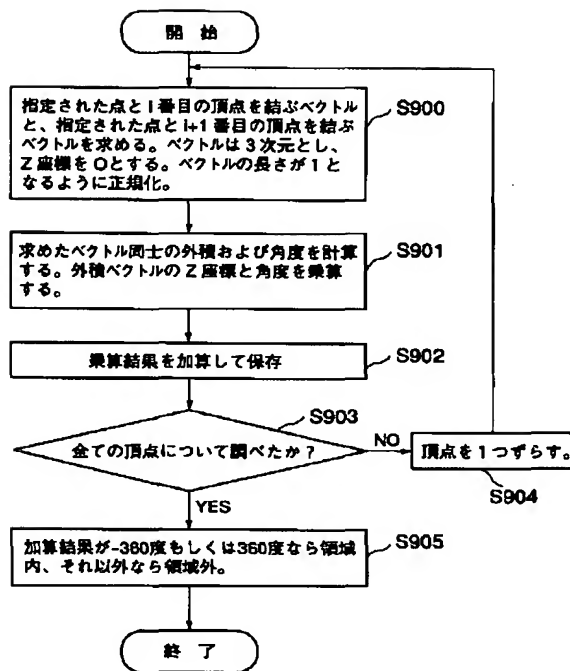 開 始
指定された点とi番目の頂点を結ぶベクトル
と、指定された点とi+1番目の頂点を結ぶ
ベクトルを求める。ベクトルは3次元とし、
Z座標を0とする。ベクトルの長さが1と
なるように正規化。
S900
求めたベクトル同士の外積および角度を計算
する。外積ベクトルのZ座標と角度を乗算
する。
S901
乗算結果を加算して保存
S902
S903
全ての頂点について調べたか?
NO
頂点を1つずらす。
S904
YES
加算結果が-360度もしくは360度なら領域
内、それ以外なら領域外。
S905
終 了